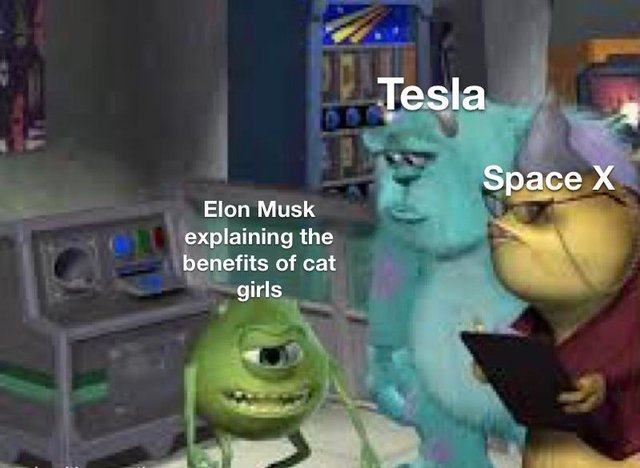 Tesla
Space X
Elon Musk
explaining the
benefits of cat
girls